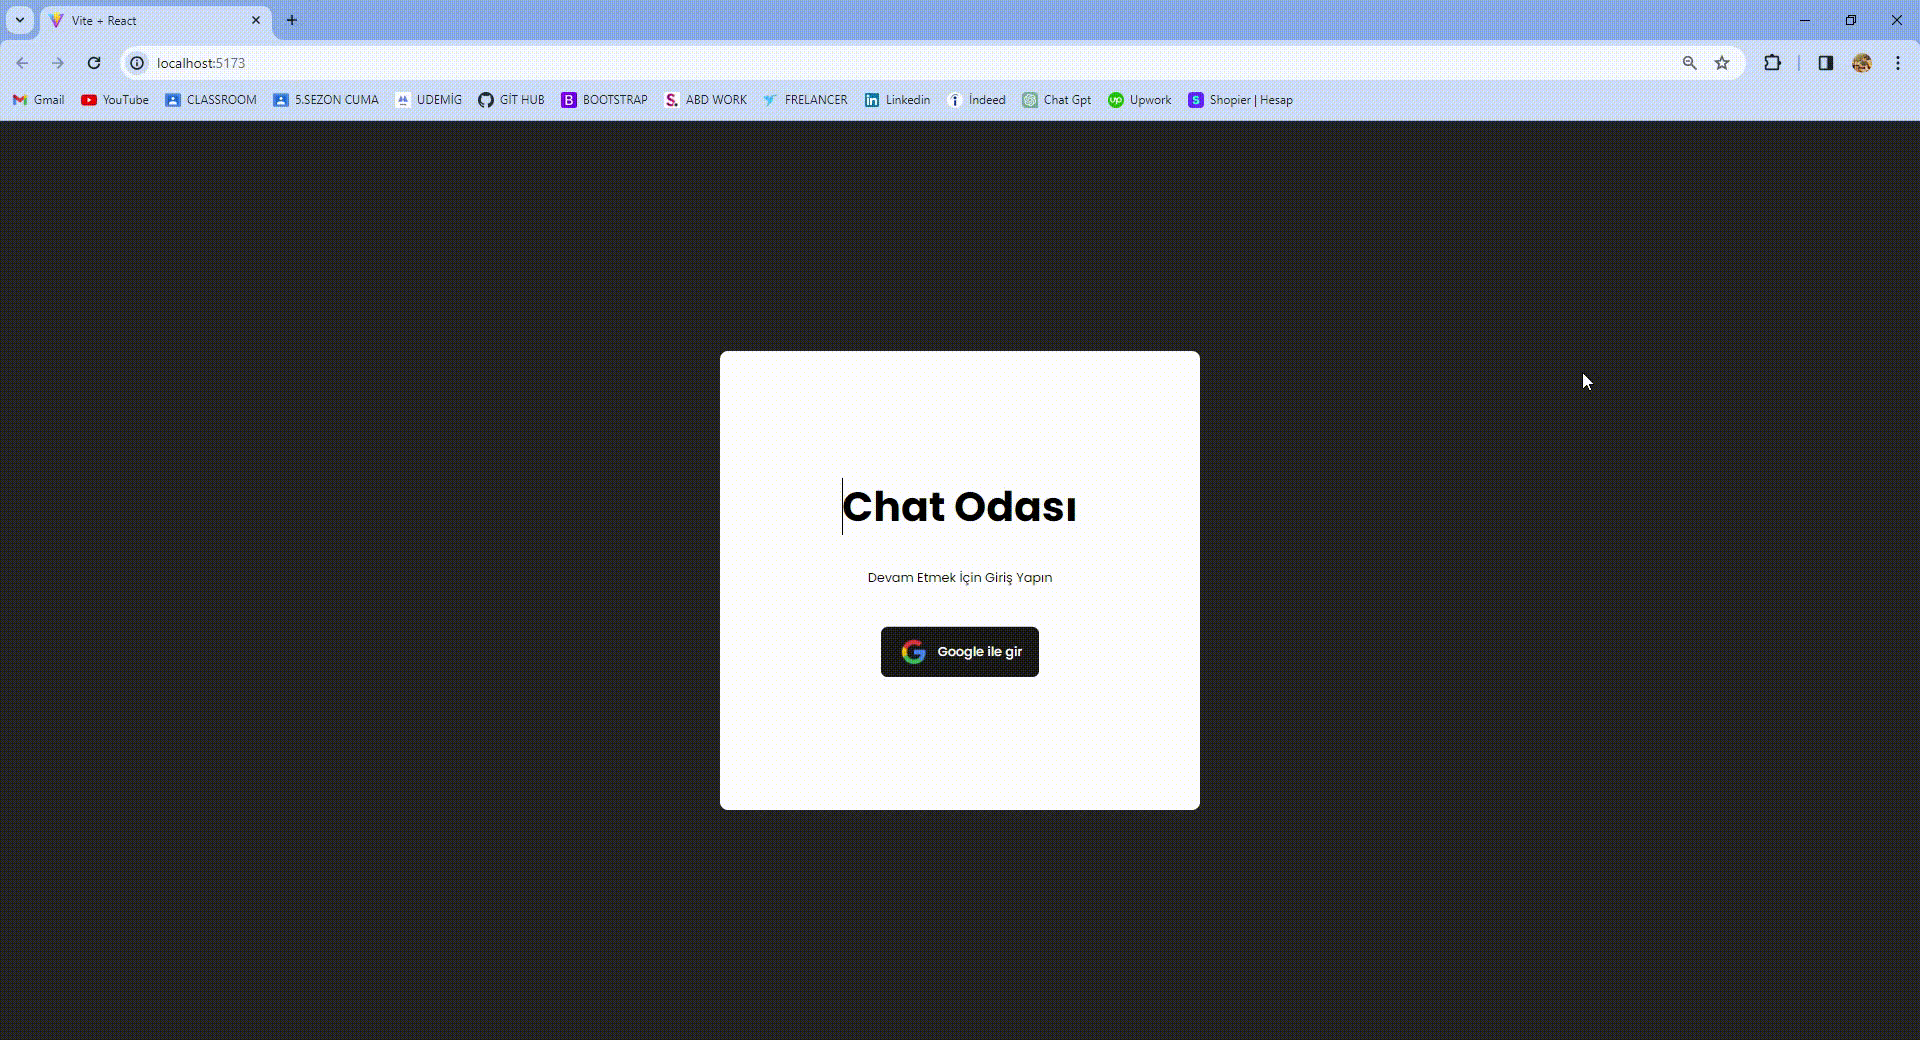 Vite + React
localhost:5173
Gmail YouTube CLASSROOM 5.SEZON CUMA UDEMİG GİT HUB BOOTSTRAP ABD WORK FRELANCER Linkedin İndeed Chat Gpt Upwork Shopier | Hesap
Chat Odası
Devam Etmek İçin Giriş Yapın
Google ile gir